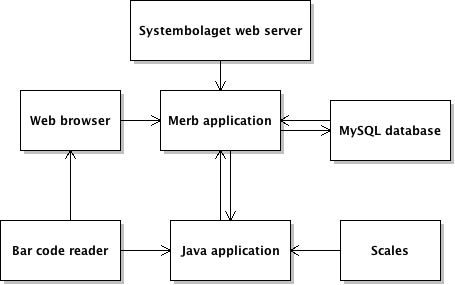 Systembolaget web server
Web browser
Merb application
MySQL database
Bar code reader
Java application
Scales